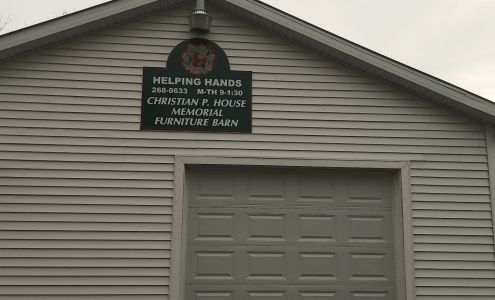 HELPING HANDS
268-0633 M-TH 9-1:30
CHRISTIAN P. HOUSE
MEMORIAL
FURNITURE BARN